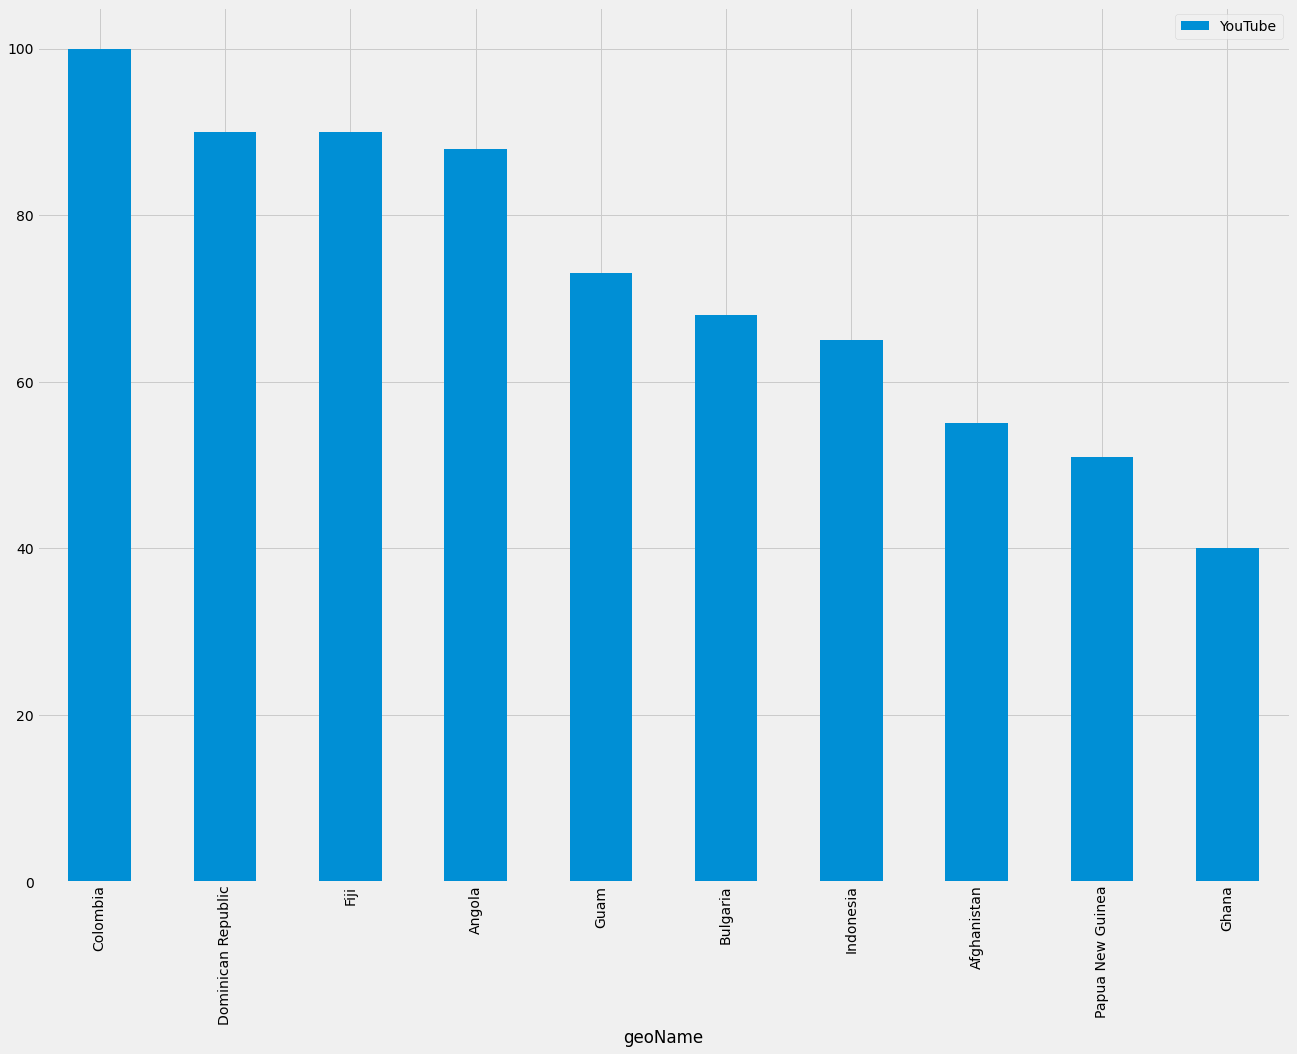 YouTube
100
80
60
40
20
0
Colombia
Dominican Republic
Fiji
Angola
Guam
Bulgaria
Indonesia
Afghanistan
Papua New Guinea
Ghana
geoName